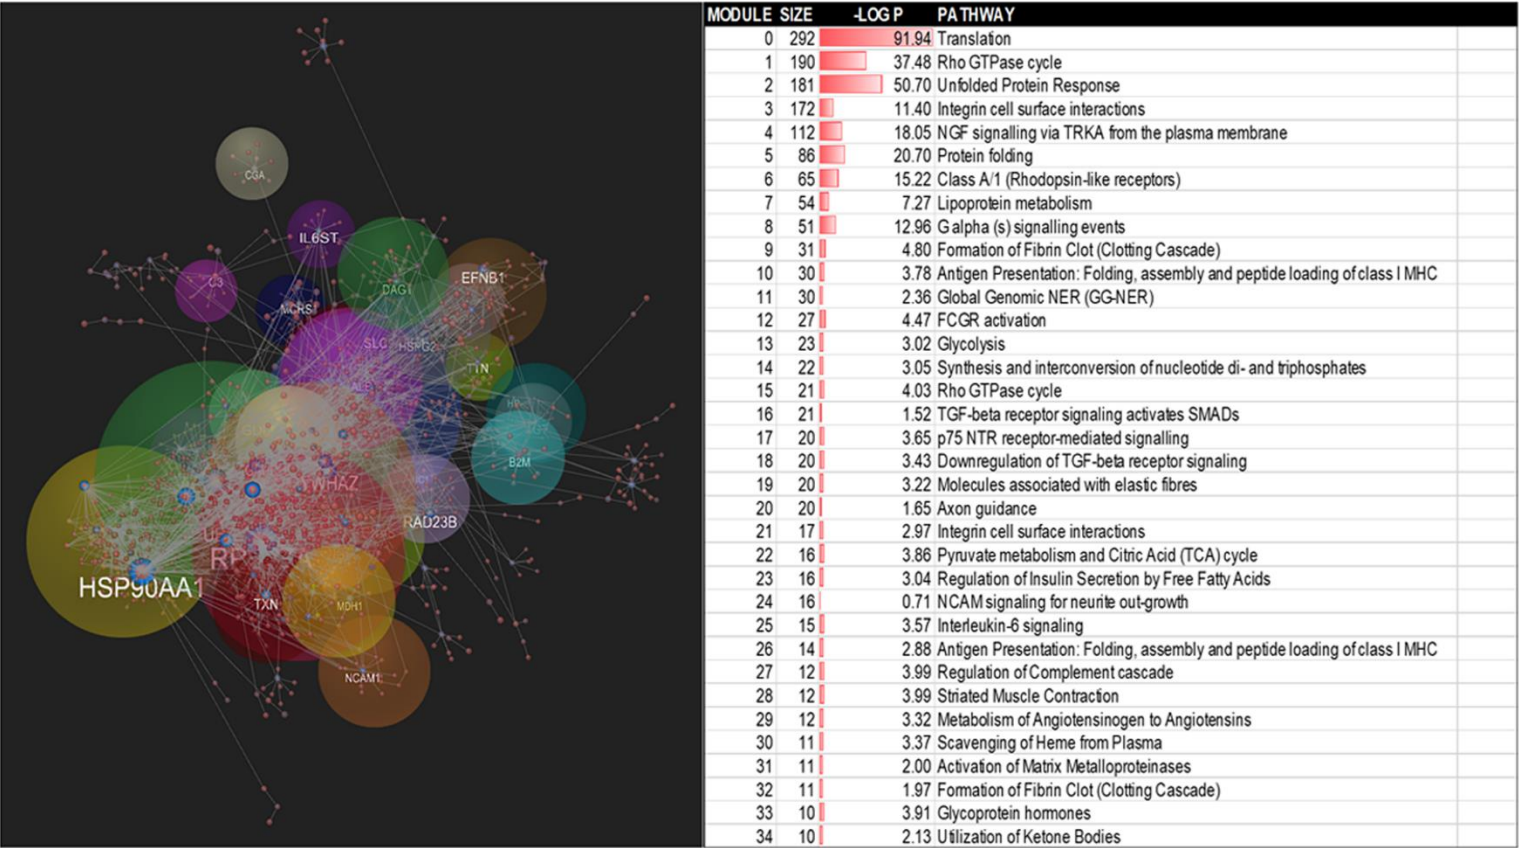 CGA
IL6ST
EFNB1
C3
DAG1
MCRS
SLC
HSPG2
TTN
B2M
YWHAZ
RAD23B
RP
HSP90AA1
TXN
MDH1
NCAM1
MODULE SIZE -LOG P PATHWAY
0 292 91.94 Translation
1 190 37.48 Rho GTPase cycle
2 181 50.70 Unfolded Protein Response
3 172 11.40 Integrin cell surface interactions
4 112 18.05 NGF signalling via TRKA from the plasma membrane
5 86 20.70 Protein folding
6 65 15.22 Class A/1 (Rhodopsin-like receptors)
7 54 7.27 Lipoprotein metabolism
8 51 12.96 G alpha (s) signalling events
9 31 4.80 Formation of Fibrin Clot (Clotting Cascade)
10 30 3.78 Antigen Presentation: Folding, assembly and peptide loading of class I MHC
11 30 2.36 Global Genomic NER (GG-NER)
12 27 4.47 FCGR activation
13 23 3.02 Glycolysis
14 22 3.05 Synthesis and interconversion of nucleotide di- and triphosphates
15 21 4.03 Rho GTPase cycle
16 21 1.52 TGF-beta receptor signaling activates SMADs
17 20 3.65 p75 NTR receptor-mediated signalling
18 20 3.43 Downregulation of TGF-beta receptor signaling
19 20 3.22 Molecules associated with elastic fibres
20 20 1.65 Axon guidance
21 17 2.97 Integrin cell surface interactions
22 16 3.86 Pyruvate metabolism and Citric Acid (TCA) cycle
23 16 3.04 Regulation of Insulin Secretion by Free Fatty Acids
24 16 0.71 NCAM signaling for neurite out-growth
25 15 3.57 Interleukin-6 signaling
26 14 2.88 Antigen Presentation: Folding, assembly and peptide loading of class I MHC
27 12 3.99 Regulation of Complement cascade
28 12 3.99 Striated Muscle Contraction
29 12 3.32 Metabolism of Angiotensinogen to Angiotensins
30 11 3.37 Scavenging of Heme from Plasma
31 11 2.00 Activation of Matrix Metalloproteinases
32 11 1.97 Formation of Fibrin Clot (Clotting Cascade)
33 10 3.91 Glycoprotein hormones
34 10 2.13 Utilization of Ketone Bodies